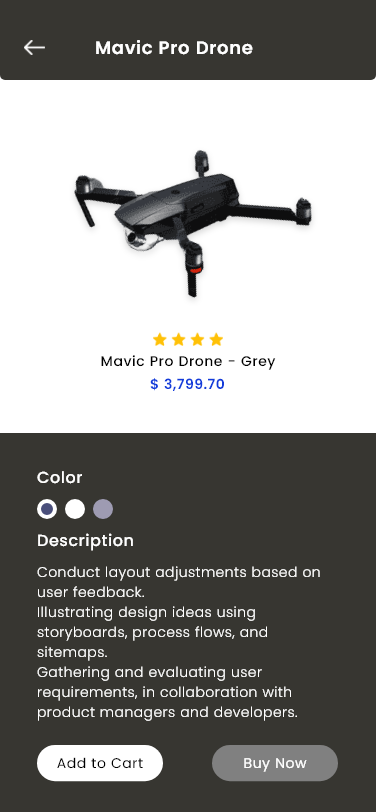 Mavic Pro Drone
Mavic Pro Drone - Grey
$ 3,799.70
Color
Description
Conduct layout adjustments based on
user feedback.
Illustrating design ideas using
storyboards, process flows, and
sitemaps.
Gathering and evaluating user
requirements, in collaboration with
product managers and developers.
Add to Cart
Buy Now